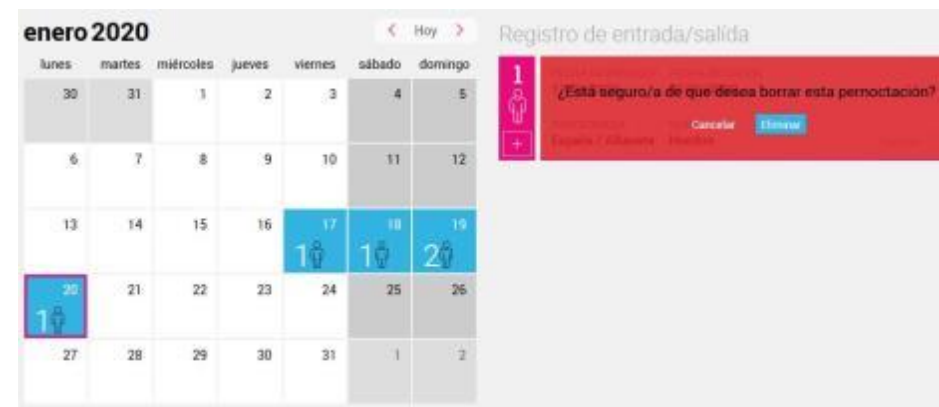 enero 2020
Hoy
lunes martes miércoles jueves viernes sábado domingo
30 31 1 2 3 4 5
6 7 8 9 10 11 12
13 14 15 16 17 18 19
1 1 2
20 21 22 23 24 25 26
1
27 28 29 30 31 1 2
Registro de entrada/salida
1
¿Está seguro/a de que desea borrar esta pernoctación?
Cancelar Eliminar
+
España / Albacete Hombre